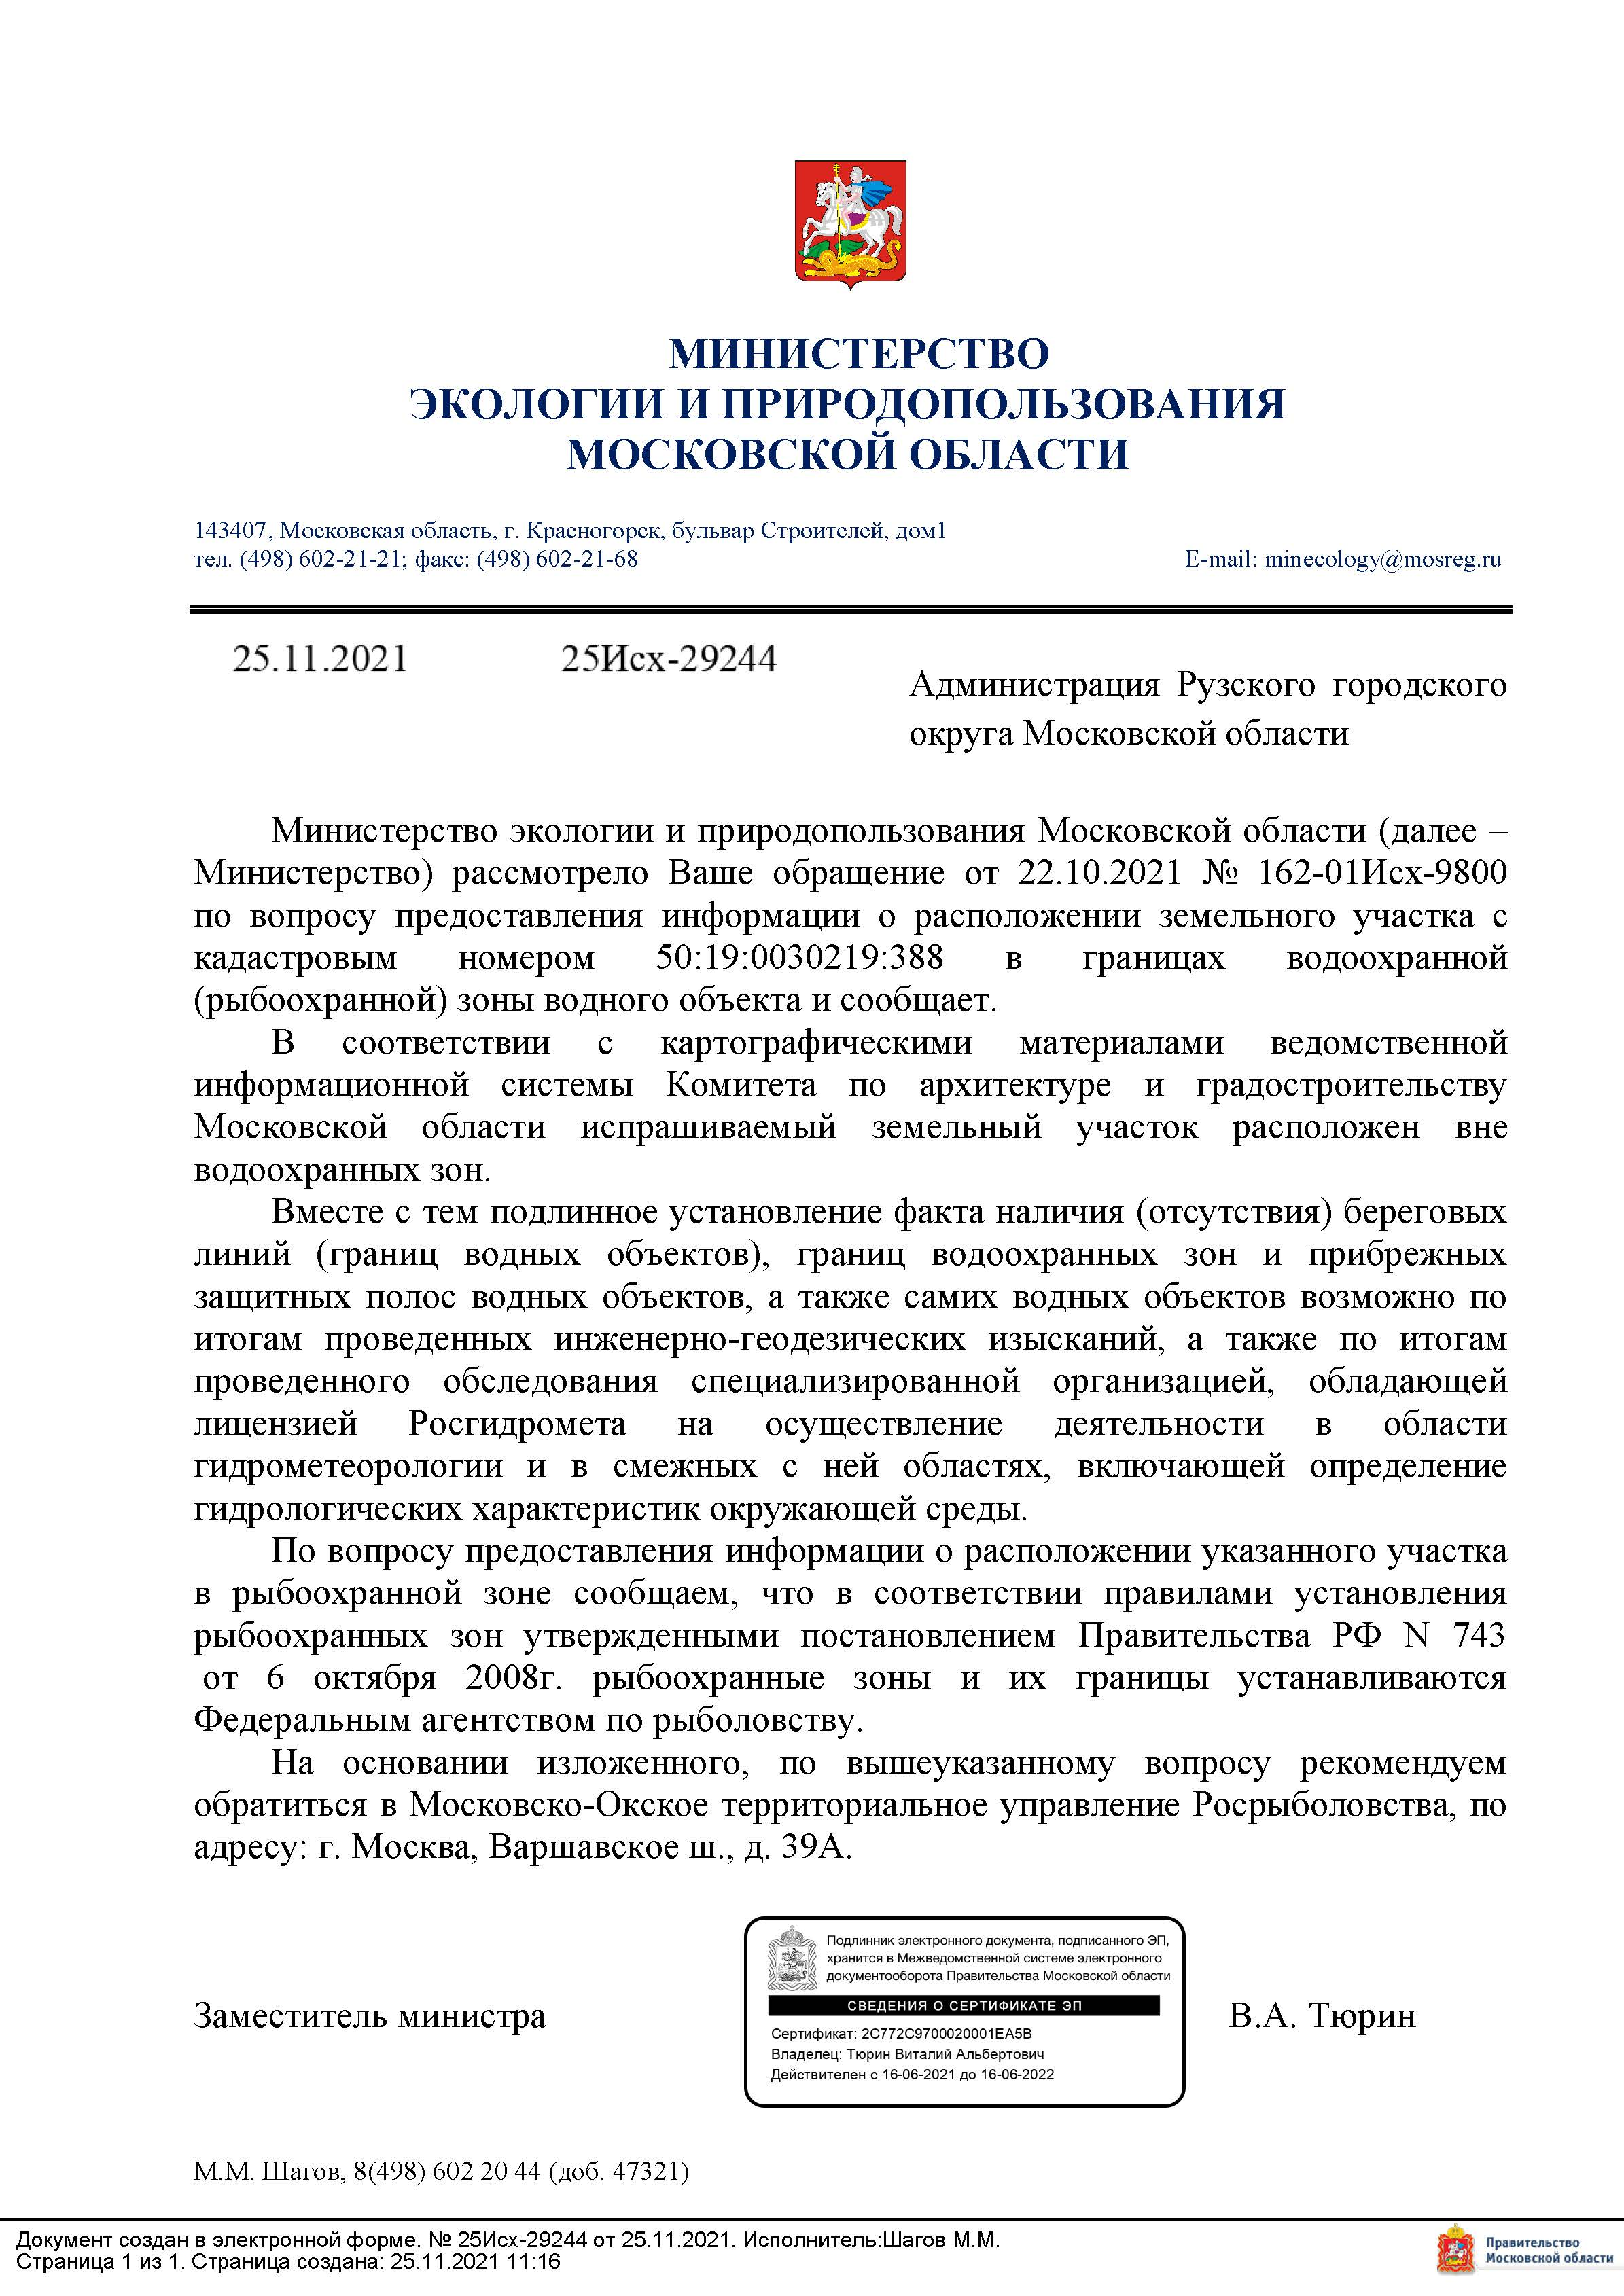 МИНИСТЕРСТВО
ЭКОЛОГИИ И ПРИРОДОПОЛЬЗОВАНИЯ
МОСКОВСКОЙ ОБЛАСТИ
143407, Московская область, г. Красногорск, бульвар Строителей, дом1
тел. (498) 602-21-21; факс: (498) 602-21-68
E-mail: minecology@mosreg.ru
25.11.2021 25Исх-29244
Администрация Рузского городского
округа Московской области
Министерство экологии и природопользования Московской области (далее –
Министерство) рассмотрело Ваше обращение от 22.10.2021 № 162-01Исх-9800
по вопросу предоставления информации о расположении земельного участка с
кадастровым номером 50:19:0030219:388 в границах водоохранной
(рыбоохранной) зоны водного объекта и сообщает.
В соответствии с картографическими материалами ведомственной
информационной системы Комитета по архитектуре и градостроительству
Московской области испрашиваемый земельный участок расположен вне
водоохранных зон.
Вместе с тем подлинное установление факта наличия (отсутствия) береговых
линий (границ водных объектов), границ водоохранных зон и прибрежных
защитных полос водных объектов, а также самих водных объектов возможно по
итогам проведенных инженерно-геодезических изысканий, а также по итогам
проведенного обследования специализированной организацией, обладающей
лицензией Росгидромета на осуществление деятельности в области
гидрометеорологии и в смежных с ней областях, включающей определение
гидрологических характеристик окружающей среды.
По вопросу предоставления информации о расположении указанного участка
в рыбоохранной зоне сообщаем, что в соответствии правилами установления
рыбоохранных зон утвержденными постановлением Правительства РФ N 743
от 6 октября 2008г. рыбоохранные зоны и их границы устанавливаются
Федеральным агентством по рыболовству.
На основании изложенного, по вышеуказанному вопросу рекомендуем
обратиться в Московско-Окское территориальное управление Росрыболовства, по
адресу: г. Москва, Варшавское ш., д. 39А.
Подлинник электронного документа, подписанного ЭП,
хранится в Межведомственной системе электронного
документооборота Правительства Московской области
СВЕДЕНИЯ О СЕРТИФИКАТЕ ЭП
Заместитель министра
В.А. Тюрин
Сертификат: 2C772C9700020001EA5B
Владелец: Тюрин Виталий Альбертович
Действителен с 16-06-2021 до 16-06-2022
М.М. Шагов, 8(498) 602 20 44 (доб. 47321)
Документ создан в электронной форме. № 25Исх-29244 от 25.11.2021. Исполнитель:Шагов М.М.
Страница 1 из 1. Страница создана: 25.11.2021 11:16
Правительство
Московской области